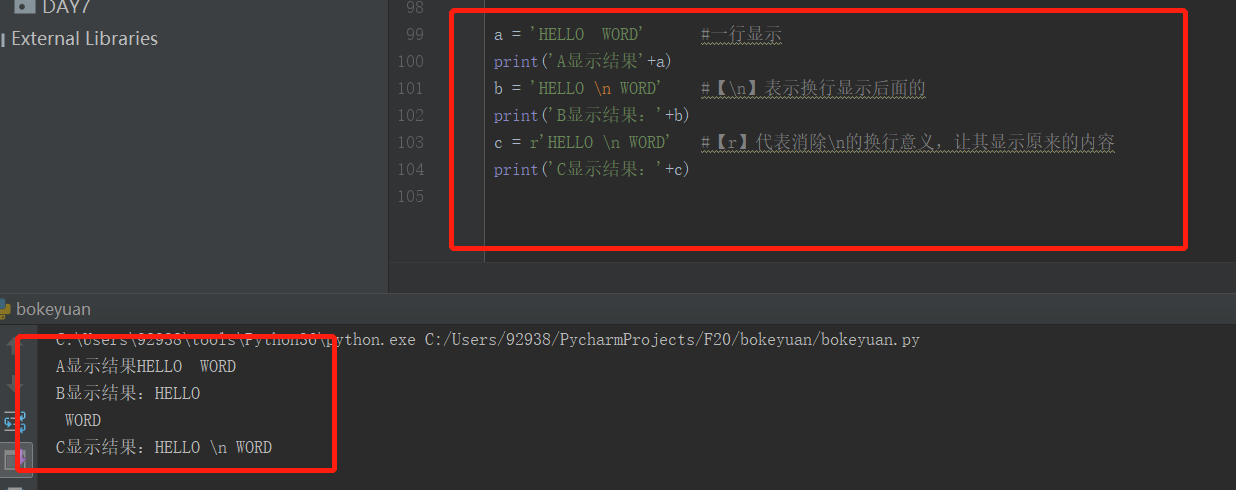 DAY7
External Libraries
98
99 a = 'HELLO  WORD' #一行显示
100 print('A显示结果'+a)
101 b = 'HELLO \n WORD' #【\n】表示换行显示后面的
102 print('B显示结果：'+b)
103 c = r'HELLO \n WORD' #【r】代表消除\n的换行意义，让其显示原来的内容
104 print('C显示结果：'+c)
105
bokeyuan
C:\Users\92938\tools\Python36\python.exe C:/Users/92938/PycharmProjects/F20/bokeyuan/bokeyuan.py
A显示结果HELLO  WORD
B显示结果：HELLO
 WORD
C显示结果：HELLO \n WORD